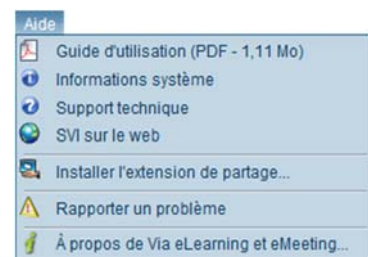 Aide
Guide d'utilisation (PDF - 1,11 Mo)
Informations système
Support technique
SVI sur le web
Installer l'extension de partage...
Rapporter un problème
À propos de Via eLearning et eMeeting...